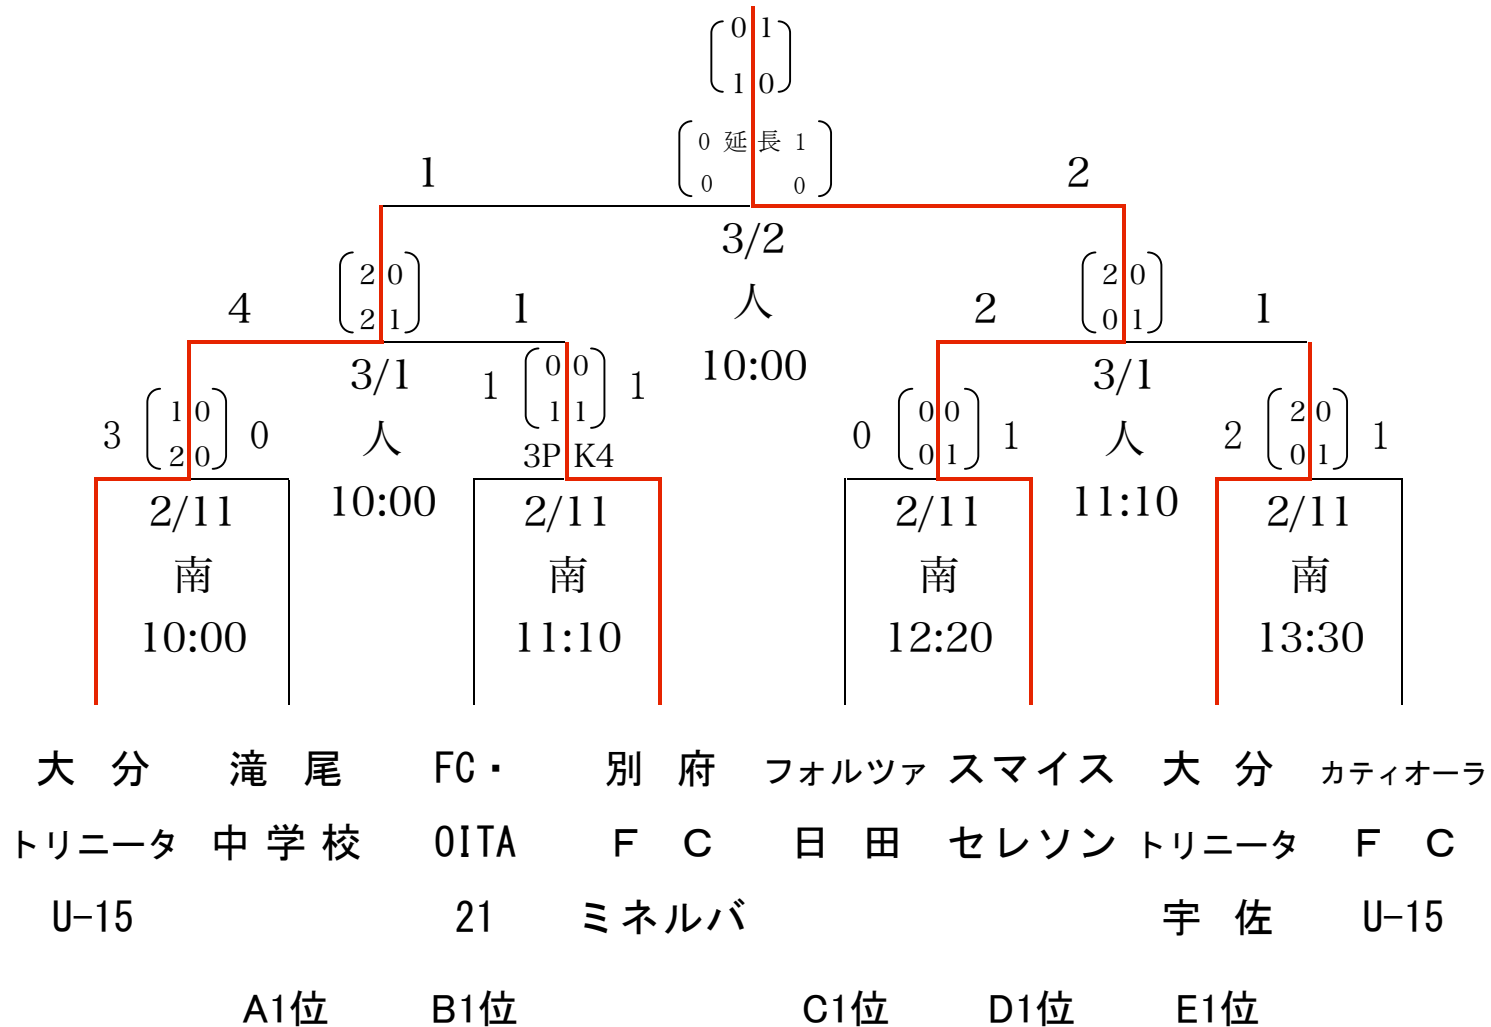 0 1
1 0
0 延長 1
0 0
1 2
3/2
人
10:00
2 0
2 1
2 0
0 1
4 1 2 1
3/1
人
10:00
3/1
人
11:10
3 1 0 0
2 0
1 0 0 1
1 1
3P K4
0 0 0 1
0 1
2 2 0 1
0 1
2/11 2/11 2/11 2/11
南 南 南 南
10:00 11:10 12:20 13:30
大分 滝尾 FC・ 別府 フォルツァ スマイス 大分 カティオーラ
トリニータ 中学校 OITA FC 日田 セレソン トリニータ FC
U-15 21 ミネルバ 宇佐 U-15
A1位 B1位 C1位 D1位 E1位